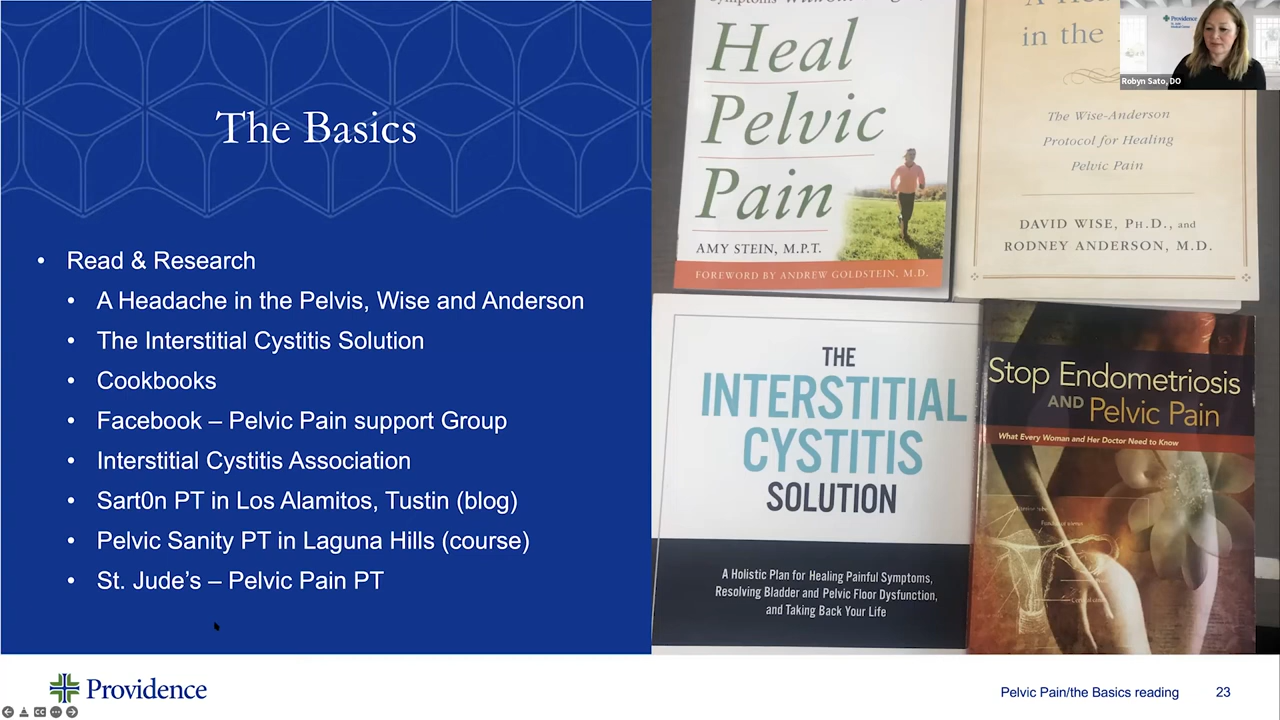 The Basics
Read & Research
A Headache in the Pelvis, Wise and Anderson
The Interstitial Cystitis Solution
Cookbooks
Facebook – Pelvic Pain support Group
Interstitial Cystitis Association
Sart0n PT in Los Alamitos, Tustin (blog)
Pelvic Sanity PT in Laguna Hills (course)
St. Jude’s – Pelvic Pain PT
Heal
Pelvic
Pain
AMY STEIN, M.P.T.
FOREWORD BY ANDREW GOLDSTEIN, M.D.
in the
The Wise-Anderson
Protocol for Healing
Pelvic Pain
DAVID WISE, PH.D., and
RODNEY ANDERSON, M.D.
Providence
Robyn Sato, DO
THE
INTERSTITIAL
CYSTITIS
SOLUTION
A Holistic Plan for Healing Painful Symptoms,
Resolving Bladder and Pelvic Floor Dysfunction,
and Taking Back Your Life
Stop Endometriosis
AND Pelvic Pain
What Every Woman and Her Doctor Need to Know
Providence
CC
Pelvic Pain/the Basics reading
23